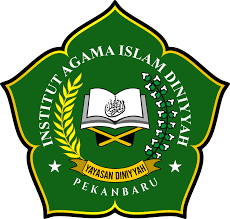 INSTITUT AGAMA ISLAM DINIYYAH
YAYASAN DINIYYAH
PEKANBARU